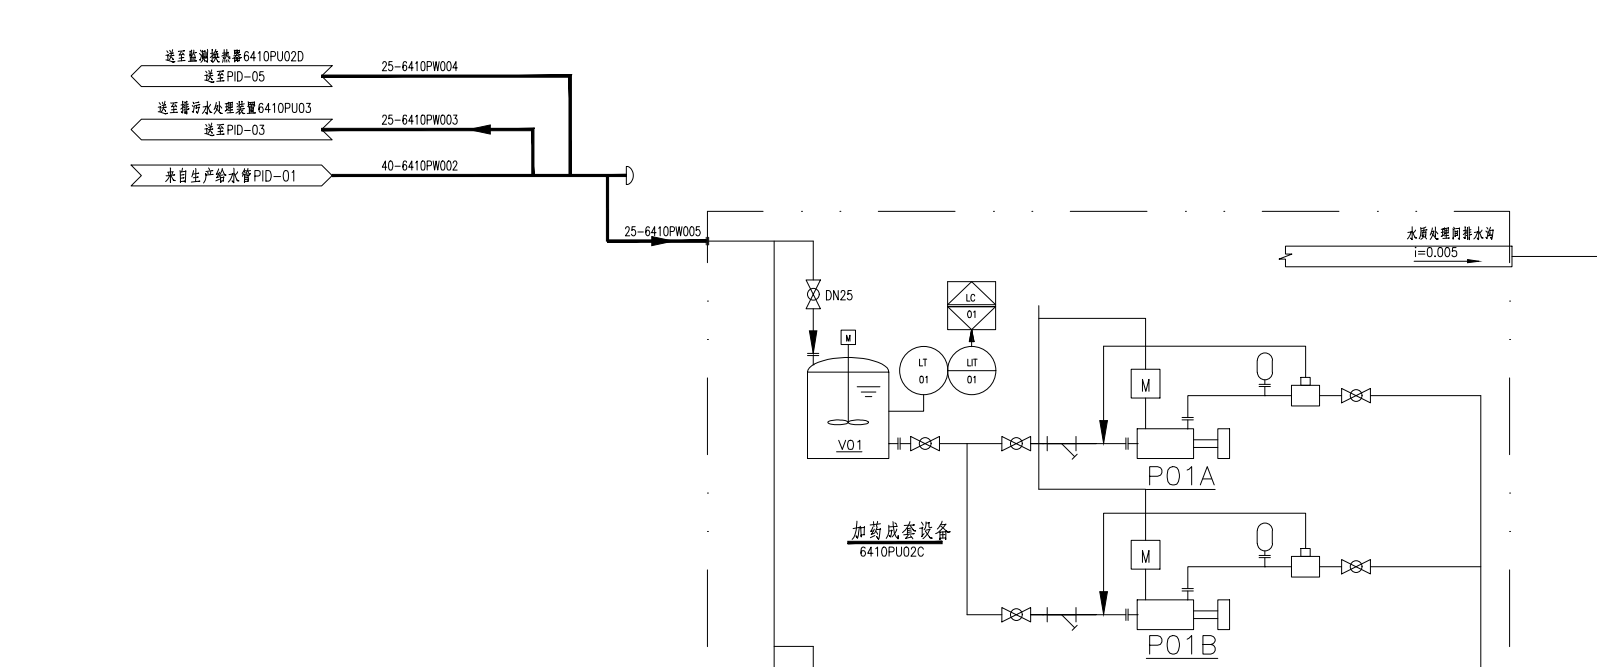 送至监测换热器6410PU02D
送至PID-05
25-6410PW004
送至排污水处理装置6410PU03
送至PID-03
25-6410PW003
来自生产给水管PID-01
40-6410PW002
25-6410PW005
水质处理间排水沟
i=0.005
DN25
LC
01
M
LT
01
LIT
01
M
V01
P01A
加药成套设备
6410PU02C
M
P01B